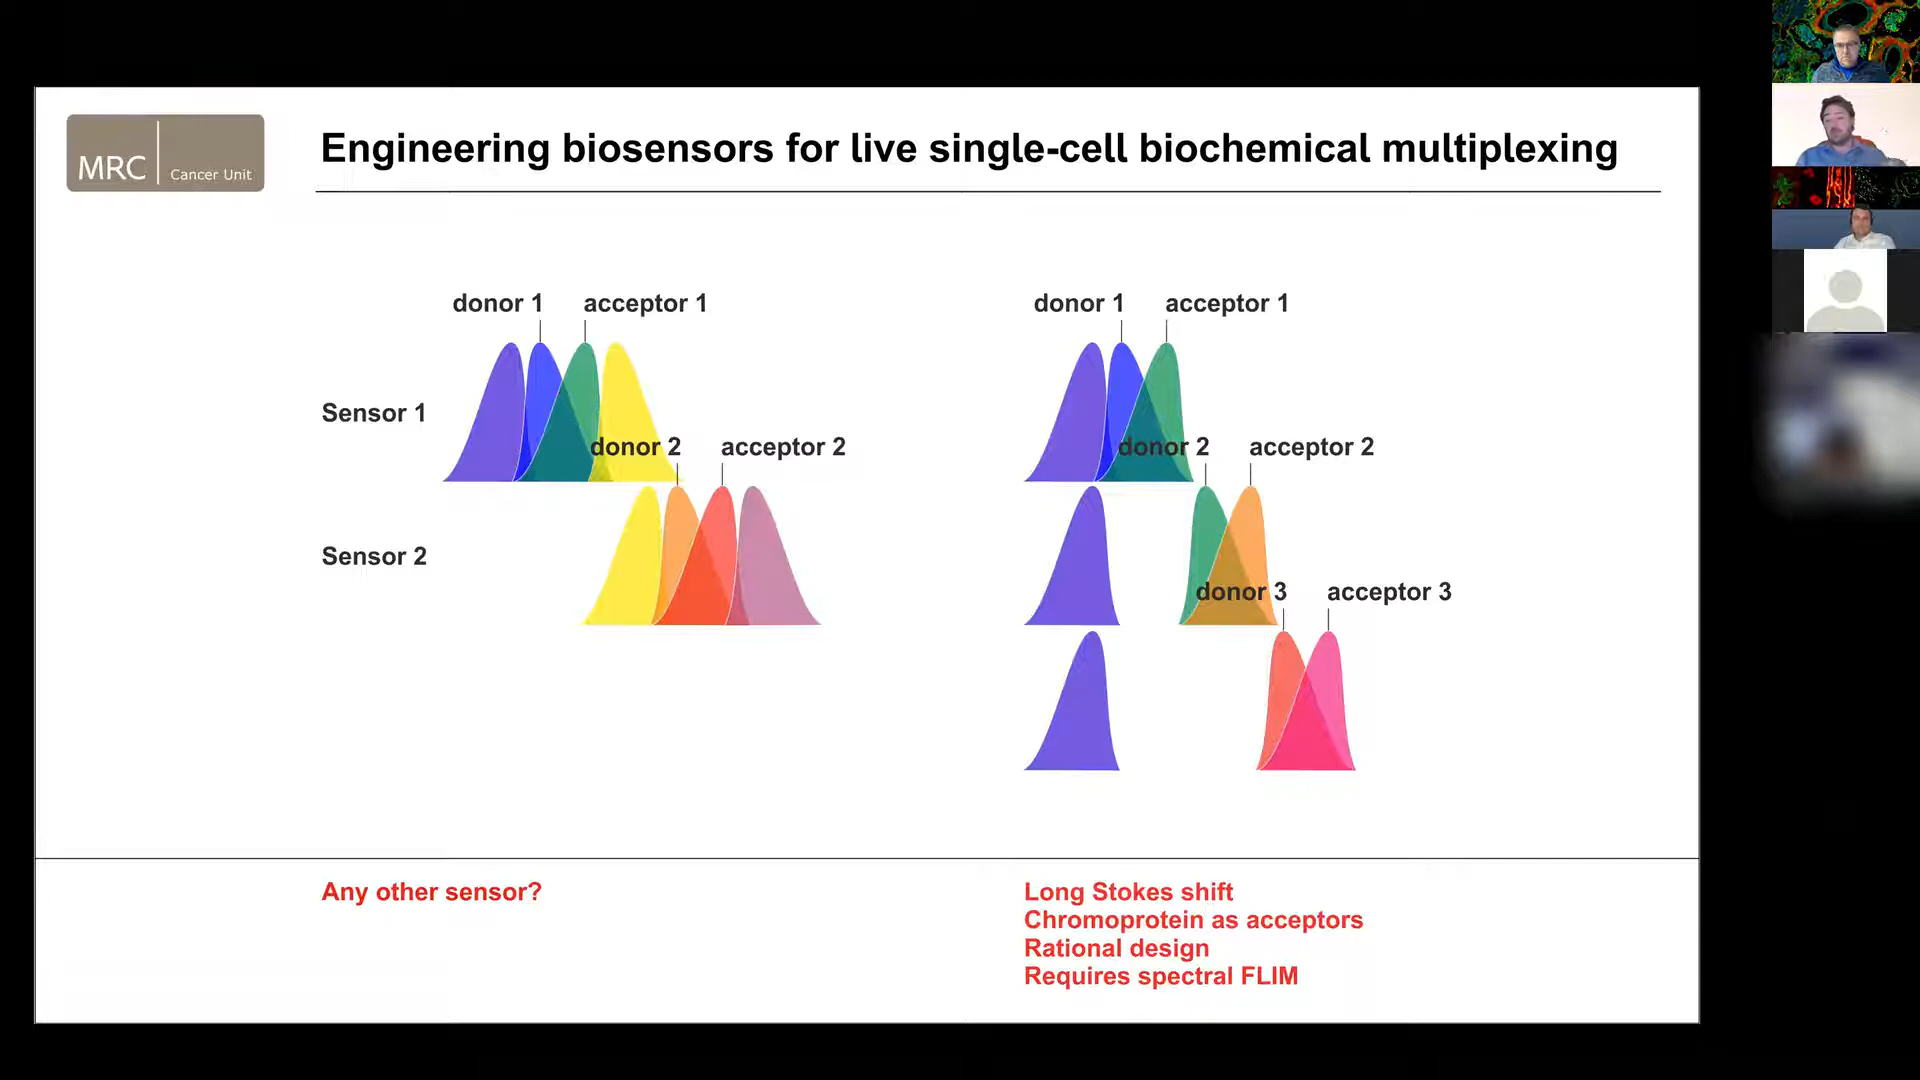 MRC Cancer Unit
Engineering biosensors for live single-cell biochemical multiplexing
donor 1 acceptor 1
Sensor 1
donor 2 acceptor 2
Sensor 2
donor 1 acceptor 1
donor 2 acceptor 2
donor 3 acceptor 3
Any other sensor?
Long Stokes shift
Chromoprotein as acceptors
Rational design
Requires spectral FLIM